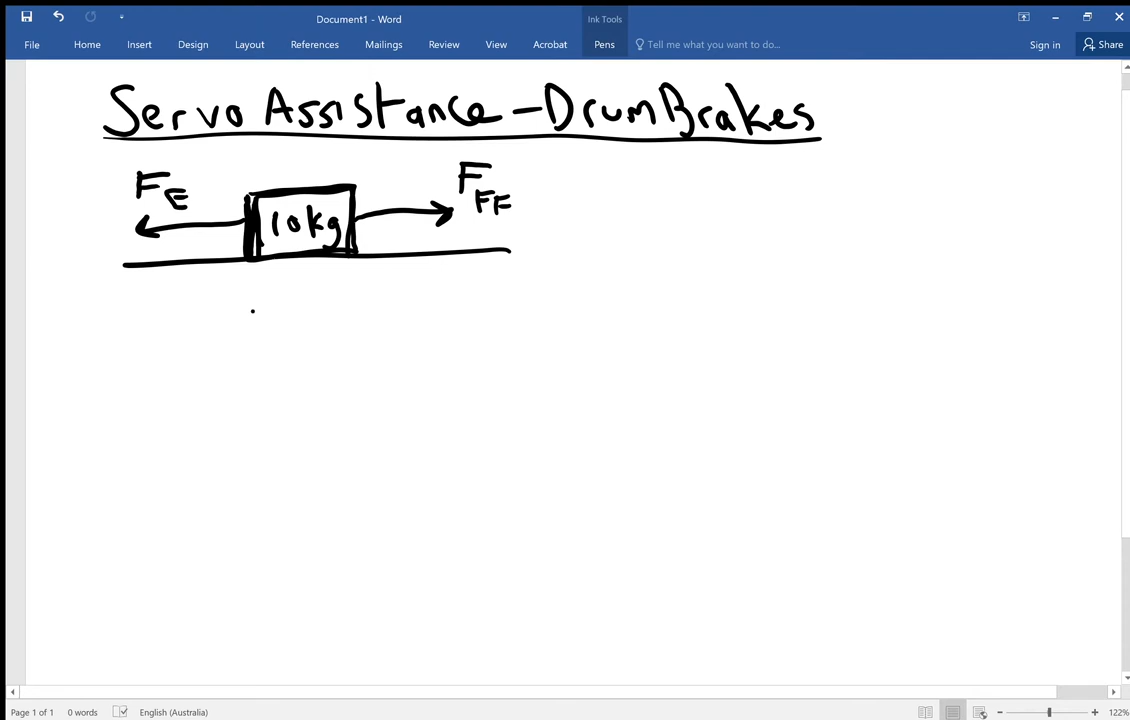 Document1 - Word
Ink Tools
File Home Insert Design Layout References Mailings Review View Acrobat Pens Tell me what you want to do... Sign in Share
Servo Assistance - Drum Brakes
F_E 10kg F_FF
Page 1 of 1 0 words English (Australia) 122%